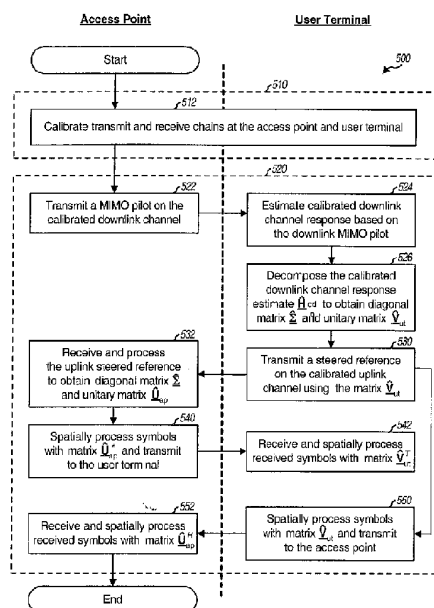 Access Point
User Terminal
Start
500
510
512
Calibrate transmit and receive chains at the access point and user terminal
520
522
Transmit a MIMO pilot on the
calibrated downlink channel
524
Estimate calibrated downlink
channel response based on
the downlink MIMO pilot
526
Decompose the calibrated
downlink channel response
estimate Ĥcd to obtain diagonal
matrix Σ̂ and unitary matrix V̂ut
532
Receive and process
the uplink steered reference
to obtain diagonal matrix Σ̂
and unitary matrix Ûap
530
Transmit a steered reference
on the calibrated uplink
channel using the matrix V̂ut
540
Spatially process symbols
with matrix Û*ap and transmit
to the user terminal
542
Receive and spatially process
received symbols with matrix V̂ᵀut
552
Receive and spatially process
received symbols with matrix Ûᴴap
550
Spatially process symbols
with matrix V̂ut and transmit
to the access point
End